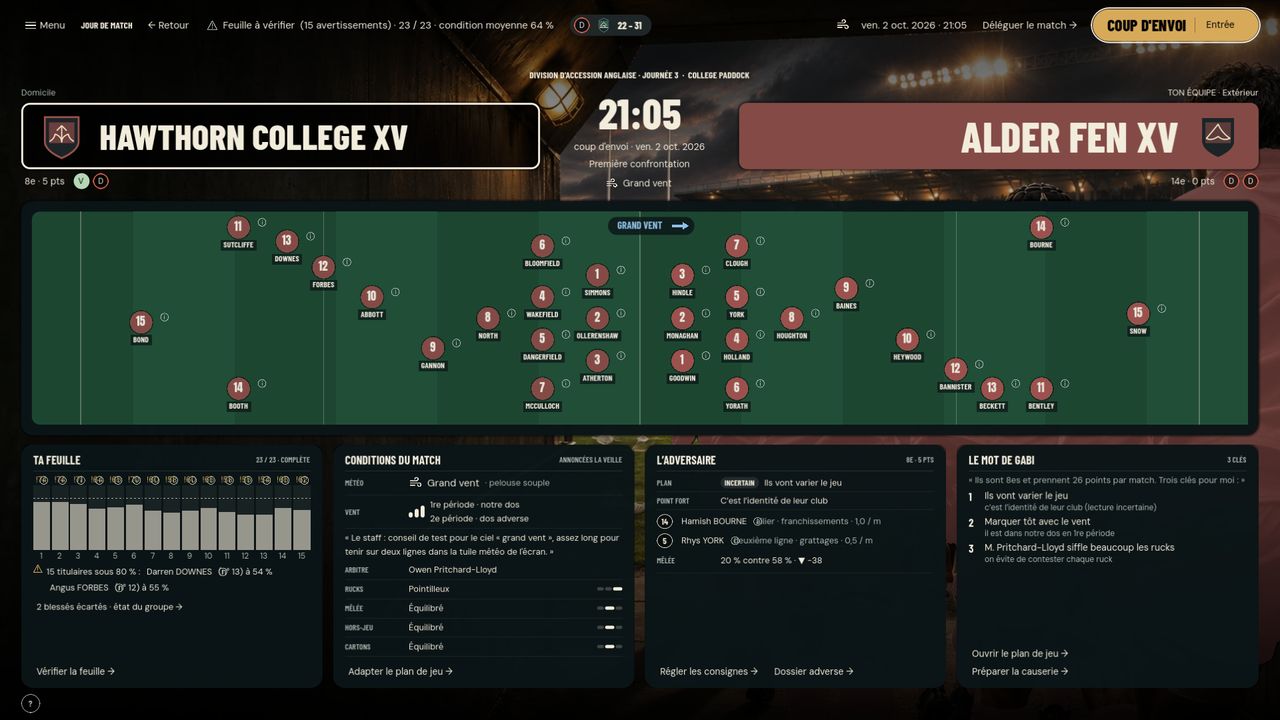 Menu JOUR DE MATCH ← Retour Feuille à vérifier (15 avertissements) · 23 / 23 · condition moyenne 64 % D 22 – 31 ven. 2 oct. 2026 · 21:05 Déléguer le match → COUP D'ENVOI Entrée
DIVISION D'ACCESSION ANGLAISE · JOURNÉE 3 · COLLEGE PADDOCK
Domicile
TON ÉQUIPE · Extérieur
HAWTHORN COLLEGE XV
21:05
ALDER FEN XV
coup d'envoi · ven. 2 oct. 2026
Première confrontation
8e · 5 pts V D
Grand vent
14e · 0 pts D D
GRAND VENT
11 SUTCLIFFE
13 DOWNES
12 FORBES
10 ABBOTT
15 BOND
14 BOOTH
9 GANNON
8 NORTH
6 BLOOMFIELD
4 WAKEFIELD
5 DANGERFIELD
7 MCCULLOCH
1 SIMMONS
2 OLLERENSHAW
3 ATHERTON
3 HINDLE
2 MONAGHAN
1 GOODWIN
7 CLOUGH
5 YORK
4 HOLLAND
6 YORATH
8 HOUGHTON
9 BAINES
10 HEYWOOD
12 BANNISTER
13 BECKETT
11 BENTLEY
14 BOURNE
15 SNOW
TA FEUILLE 23 / 23 · COMPLÈTE
1 2 3 4 5 6 7 8 9 10 11 12 13 14 15
15 titulaires sous 80 % : Darren DOWNES (n° 13) à 54 %
Angus FORBES (n° 12) à 55 %
2 blessés écartés · état du groupe →
Vérifier la feuille →
CONDITIONS DU MATCH ANNONCÉES LA VEILLE
MÉTÉO Grand vent · pelouse souple
VENT 1re période · notre dos
2e période · dos adverse
« Le staff : conseil de test pour le ciel « grand vent », assez long pour
tenir sur deux lignes dans la tuile météo de l'écran. »
ARBITRE Owen Pritchard-Lloyd
RUCKS Pointilleux
MÊLÉE Équilibré
HORS-JEU Équilibré
CARTONS Équilibré
Adapter le plan de jeu →
L'ADVERSAIRE 8E · 5 PTS
PLAN INCERTAIN Ils vont varier le jeu
POINT FORT C'est l'identité de leur club
14 Hamish BOURNE Ailier · franchissements · 1,0 / m
5 Rhys YORK Deuxième ligne · grattages · 0,5 / m
MÊLÉE 20 % contre 58 % · ▼ −38
Régler les consignes → Dossier adverse →
LE MOT DE GABI 3 CLÉS
« Ils sont 8es et prennent 26 points par match. Trois clés pour moi : »
1 Ils vont varier le jeu
c'est l'identité de leur club (lecture incertaine)
2 Marquer tôt avec le vent
il est dans notre dos en 1re période
3 M. Pritchard-Lloyd siffle beaucoup les rucks
on évite de contester chaque ruck
Ouvrir le plan de jeu →
Préparer la causerie →
?